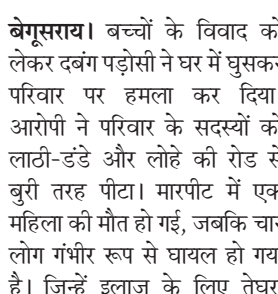 बेगूसराय। बच्चों के विवाद को
लेकर दबंग पड़ोसी ने घर में घुसकर
परिवार पर हमला कर दिया
आरोपी ने परिवार के सदस्यों को
लाठी-डंडे और लोहे की रोड से
बुरी तरह पीटा। मारपीट में एक
महिला की मौत हो गई, जबकि चार
लोग गंभीर रूप से घायल हो गय
है। जिन्हें इलाज के लिए तेघर